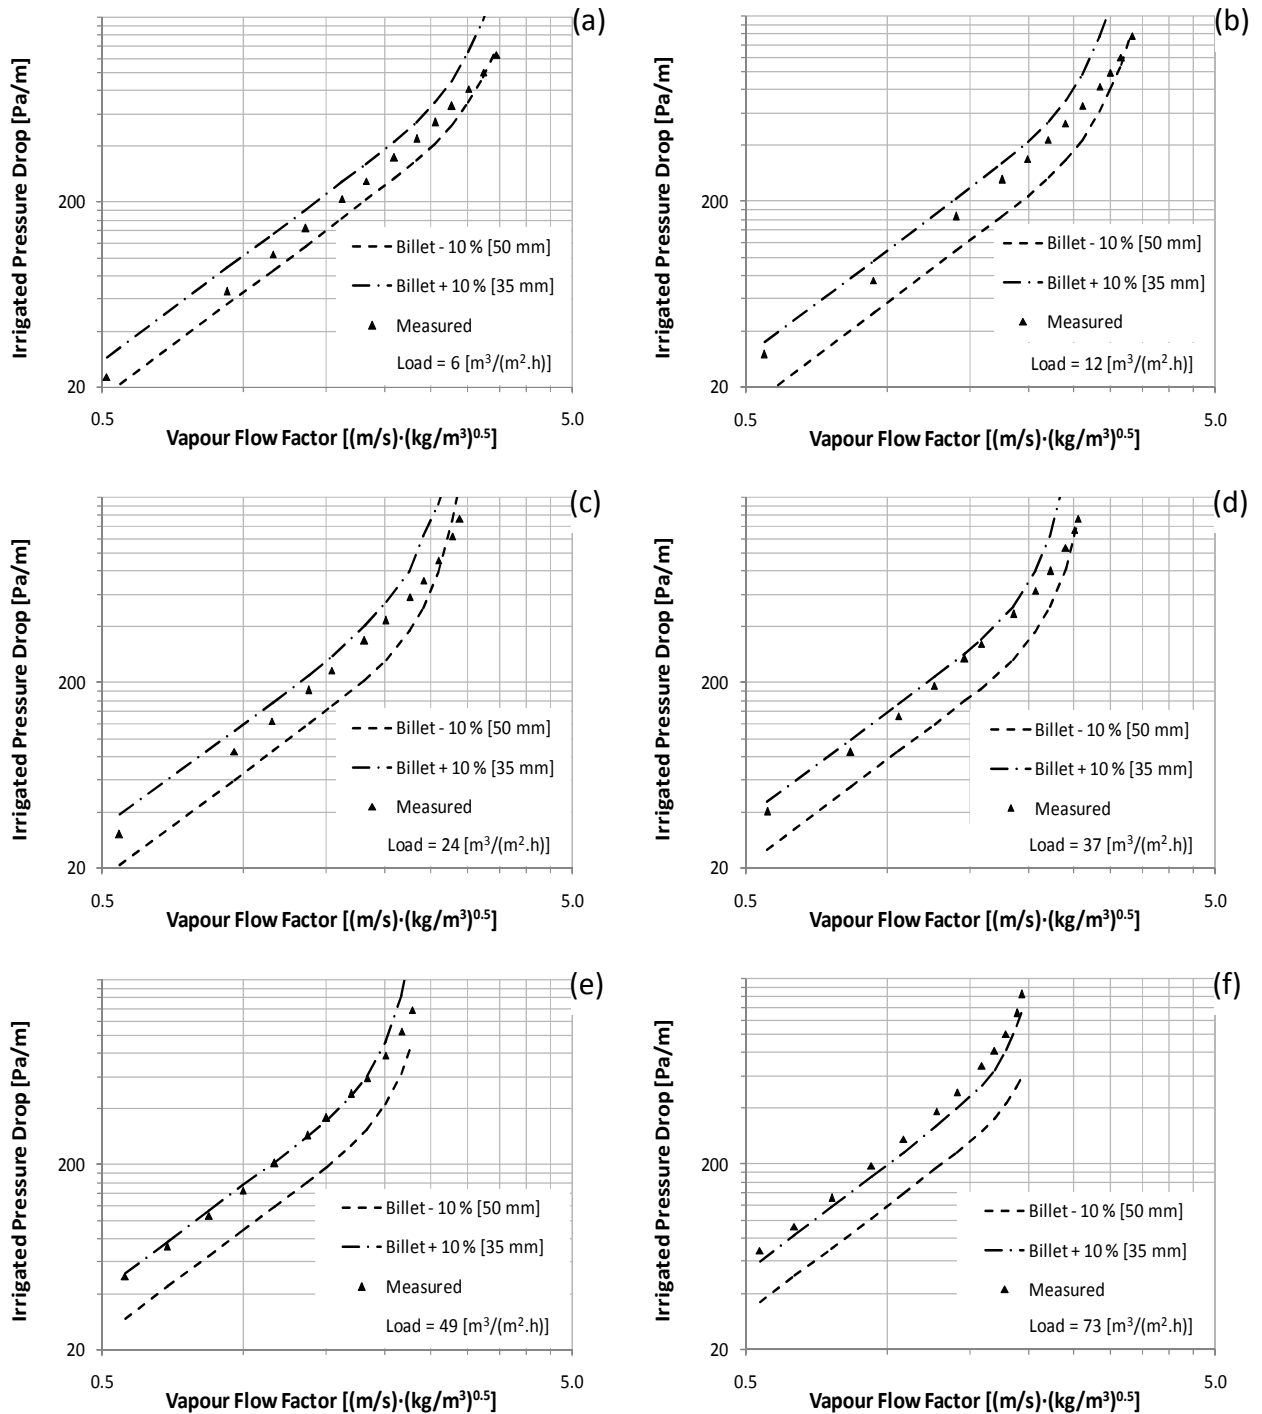 (a)
Irrigated Pressure Drop [Pa/m]
200
20
Billet - 10 % [50 mm]
Billet + 10 % [35 mm]
Measured
Load = 6 [m³/(m².h)]
0.5
5.0
Vapour Flow Factor [(m/s)·(kg/m³)⁰·⁵]
(b)
Irrigated Pressure Drop [Pa/m]
200
20
Billet - 10 % [50 mm]
Billet + 10 % [35 mm]
Measured
Load = 12 [m³/(m².h)]
0.5
5.0
Vapour Flow Factor [(m/s)·(kg/m³)⁰·⁵]
(c)
Irrigated Pressure Drop [Pa/m]
200
20
Billet - 10 % [50 mm]
Billet + 10 % [35 mm]
Measured
Load = 24 [m³/(m².h)]
0.5
5.0
Vapour Flow Factor [(m/s)·(kg/m³)⁰·⁵]
(d)
Irrigated Pressure Drop [Pa/m]
200
20
Billet - 10 % [50 mm]
Billet + 10 % [35 mm]
Measured
Load = 37 [m³/(m².h)]
0.5
5.0
Vapour Flow Factor [(m/s)·(kg/m³)⁰·⁵]
(e)
Irrigated Pressure Drop [Pa/m]
200
20
Billet - 10 % [50 mm]
Billet + 10 % [35 mm]
Measured
Load = 49 [m³/(m².h)]
0.5
5.0
Vapour Flow Factor [(m/s)·(kg/m³)⁰·⁵]
(f)
Irrigated Pressure Drop [Pa/m]
200
20
Billet - 10 % [50 mm]
Billet + 10 % [35 mm]
Measured
Load = 73 [m³/(m².h)]
0.5
5.0
Vapour Flow Factor [(m/s)·(kg/m³)⁰·⁵]